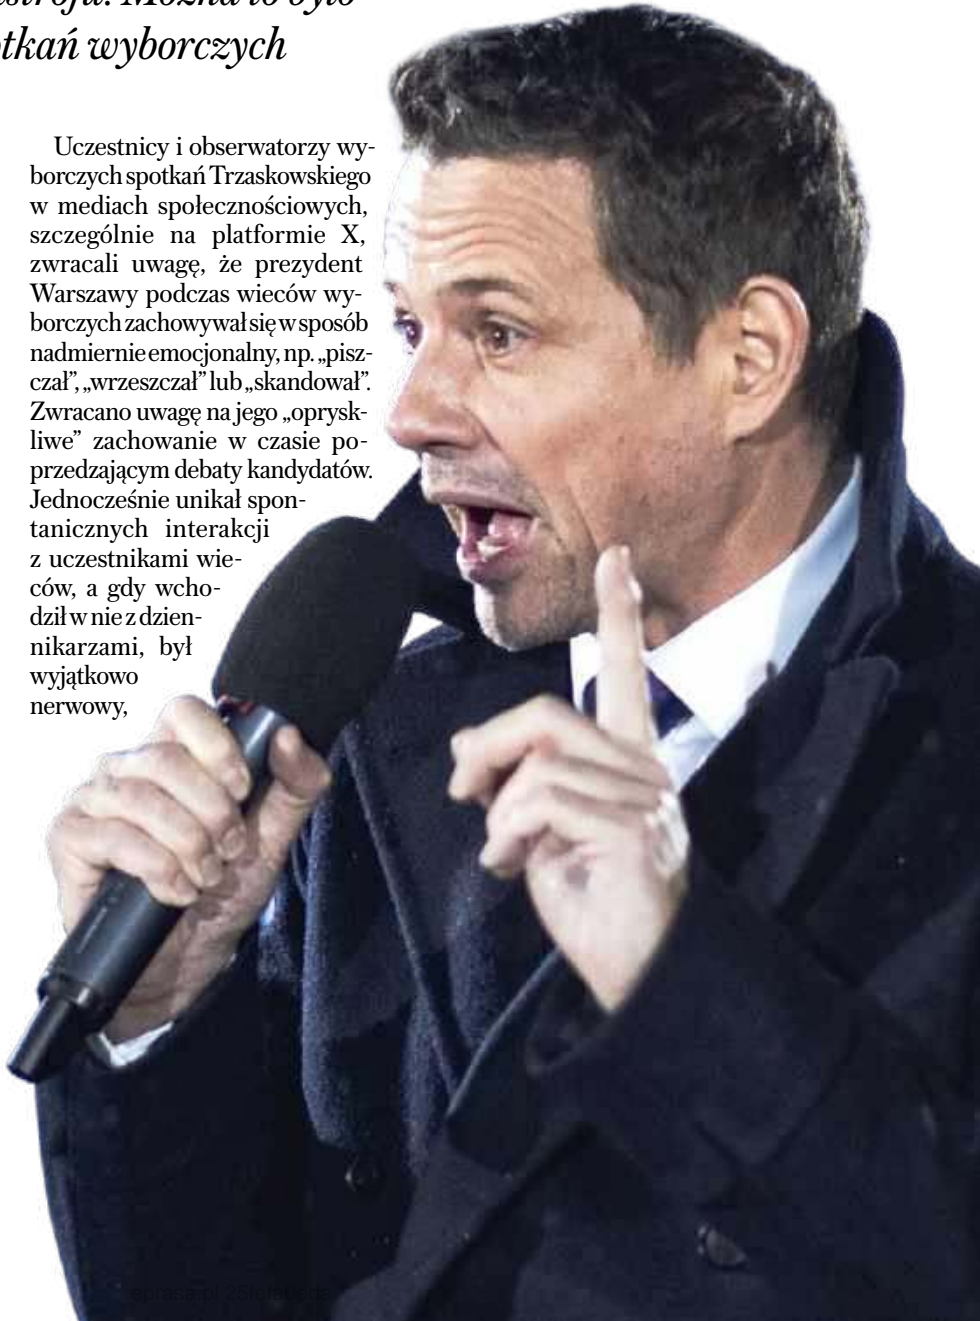 Można to było
tkań wyborczych
Uczestnicy i obserwatorzy wy-
borczych spotkań Trzaskowskiego
w mediach społecznościowych,
szczególnie na platformie X,
zwracali uwagę, że prezydent
Warszawy podczas wieców wy-
borczych zachowywał się w sposób
nadmiernie emocjonalny, np. „pisz-
czał”, „wrzeszczał” lub „skandował”.
Zwracano uwagę na jego „oprysk-
liwe” zachowanie w czasie po-
przedzającym debaty kandydatów.
Jednocześnie unikał spon-
tanicznych interakcji
z uczestnikami wie-
ców, a gdy wcho-
dził w nie z dzien-
nikarzami, był
wyjątkowo
nerwowy,